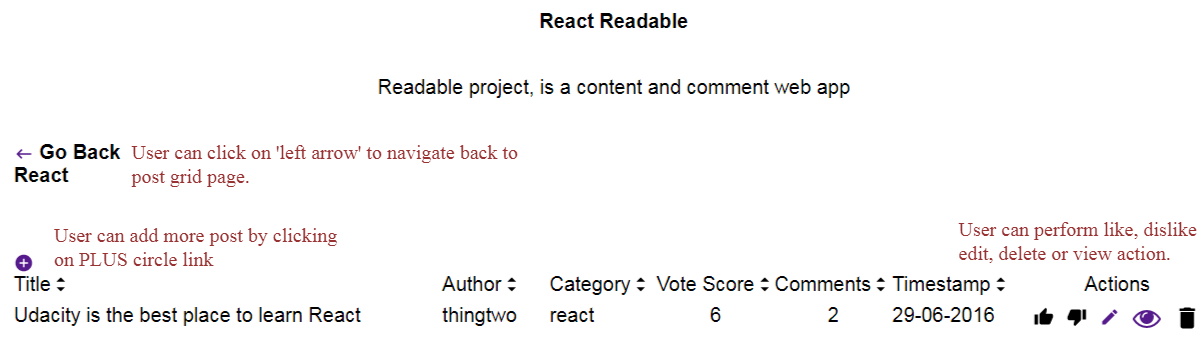 React Readable
Readable project, is a content and comment web app
← Go Back
React
User can click on 'left arrow' to navigate back to
post grid page.
User can add more post by clicking
on PLUS circle link
User can perform like, dislike
edit, delete or view action.
Title Author Category Vote Score Comments Timestamp Actions
Udacity is the best place to learn React thingtwo react 6 2 29-06-2016